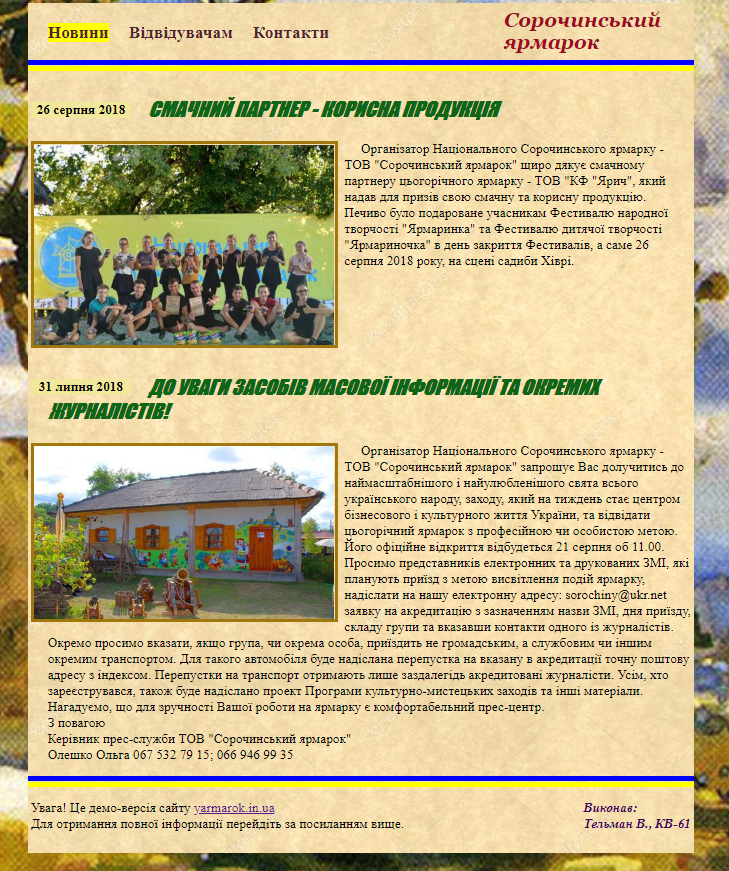 Новини Відвідувачам Контакти
Сорочинський
ярмарок
26 серпня 2018 СМАЧНИЙ ПАРТНЕР - КОРИСНА ПРОДУКЦІЯ
Організатор Національного Сорочинського ярмарку -
ТОВ "Сорочинський ярмарок" щиро дякує смачному
партнеру цьогорічного ярмарку - ТОВ "КФ "Ярич", який
надав для призів свою смачну та корисну продукцію.
Печиво було подароване учасникам Фестивалю народної
творчості "Ярмаринка" та Фестивалю дитячої творчості
"Ярмариночка" в день закриття Фестивалів, а саме 26
серпня 2018 року, на сцені садиби Хіврі.
31 липня 2018 ДО УВАГИ ЗАСОБІВ МАСОВОЇ ІНФОРМАЦІЇ ТА ОКРЕМИХ
ЖУРНАЛІСТІВ!
Організатор Національного Сорочинського ярмарку -
ТОВ "Сорочинський ярмарок" запрошує Вас долучитись до
наймасштабнішого і найулюбленішого свята всього
українського народу, заходу, який на тиждень стає центром
бізнесового і культурного життя України, та відвідати
цьогорічний ярмарок з професійною чи особистою метою.
Його офіційне відкриття відбудеться 21 серпня об 11.00.
Просимо представників електронних та друкованих ЗМІ, які
планують приїзд з метою висвітлення подій ярмарку,
надіслати на нашу електронну адресу: sorochiny@ukr.net
заявку на акредитацію з зазначенням назви ЗМІ, дня приїзду,
складу групи та вказавши контакти одного із журналістів.
Окремо просимо вказати, якщо група, чи окрема особа, приїздить не громадським, а службовим чи іншим
окремим транспортом. Для такого автомобіля буде надіслана перепустка на вказану в акредитації точну поштову
адресу з індексом. Перепустки на транспорт отримають лише заздалегідь акредитовані журналісти. Усім, хто
зареєструвався, також буде надіслано проект Програми культурно-мистецьких заходів та інші матеріали.
Нагадуємо, що для зручності Вашої роботи на ярмарку є комфортабельний прес-центр.
З повагою
Керівник прес-служби ТОВ "Сорочинський ярмарок"
Олешко Ольга 067 532 79 15; 066 946 99 35
Увага! Це демо-версія сайту yarmarok.in.ua
Для отримання повної інформації перейдіть за посиланням вище.
Виконав:
Тельман В., КВ-61